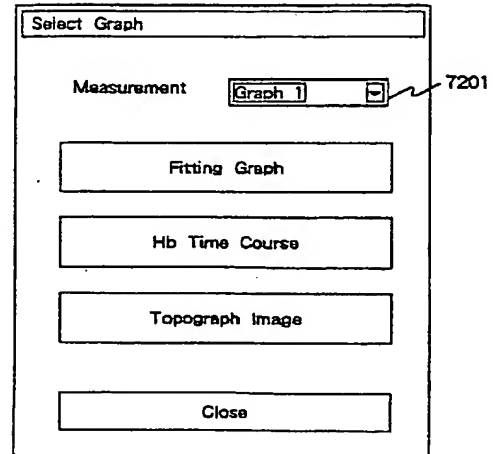 Select Graph
Measurement Graph 1 7201
Fitting Graph
Hb Time Course
Topograph Image
Close